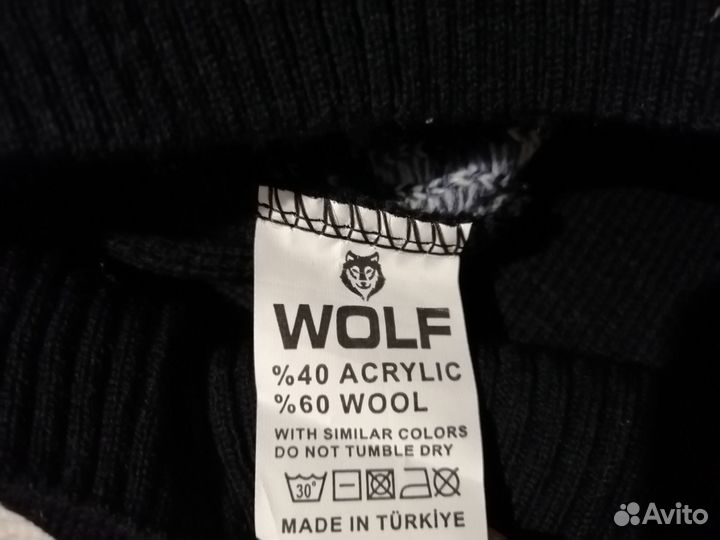 WOLF
%40 ACRYLIC
%60 WOOL
WITH SIMILAR COLORS
DO NOT TUMBLE DRY
30°
MADE IN TÜRKİYE
Avito